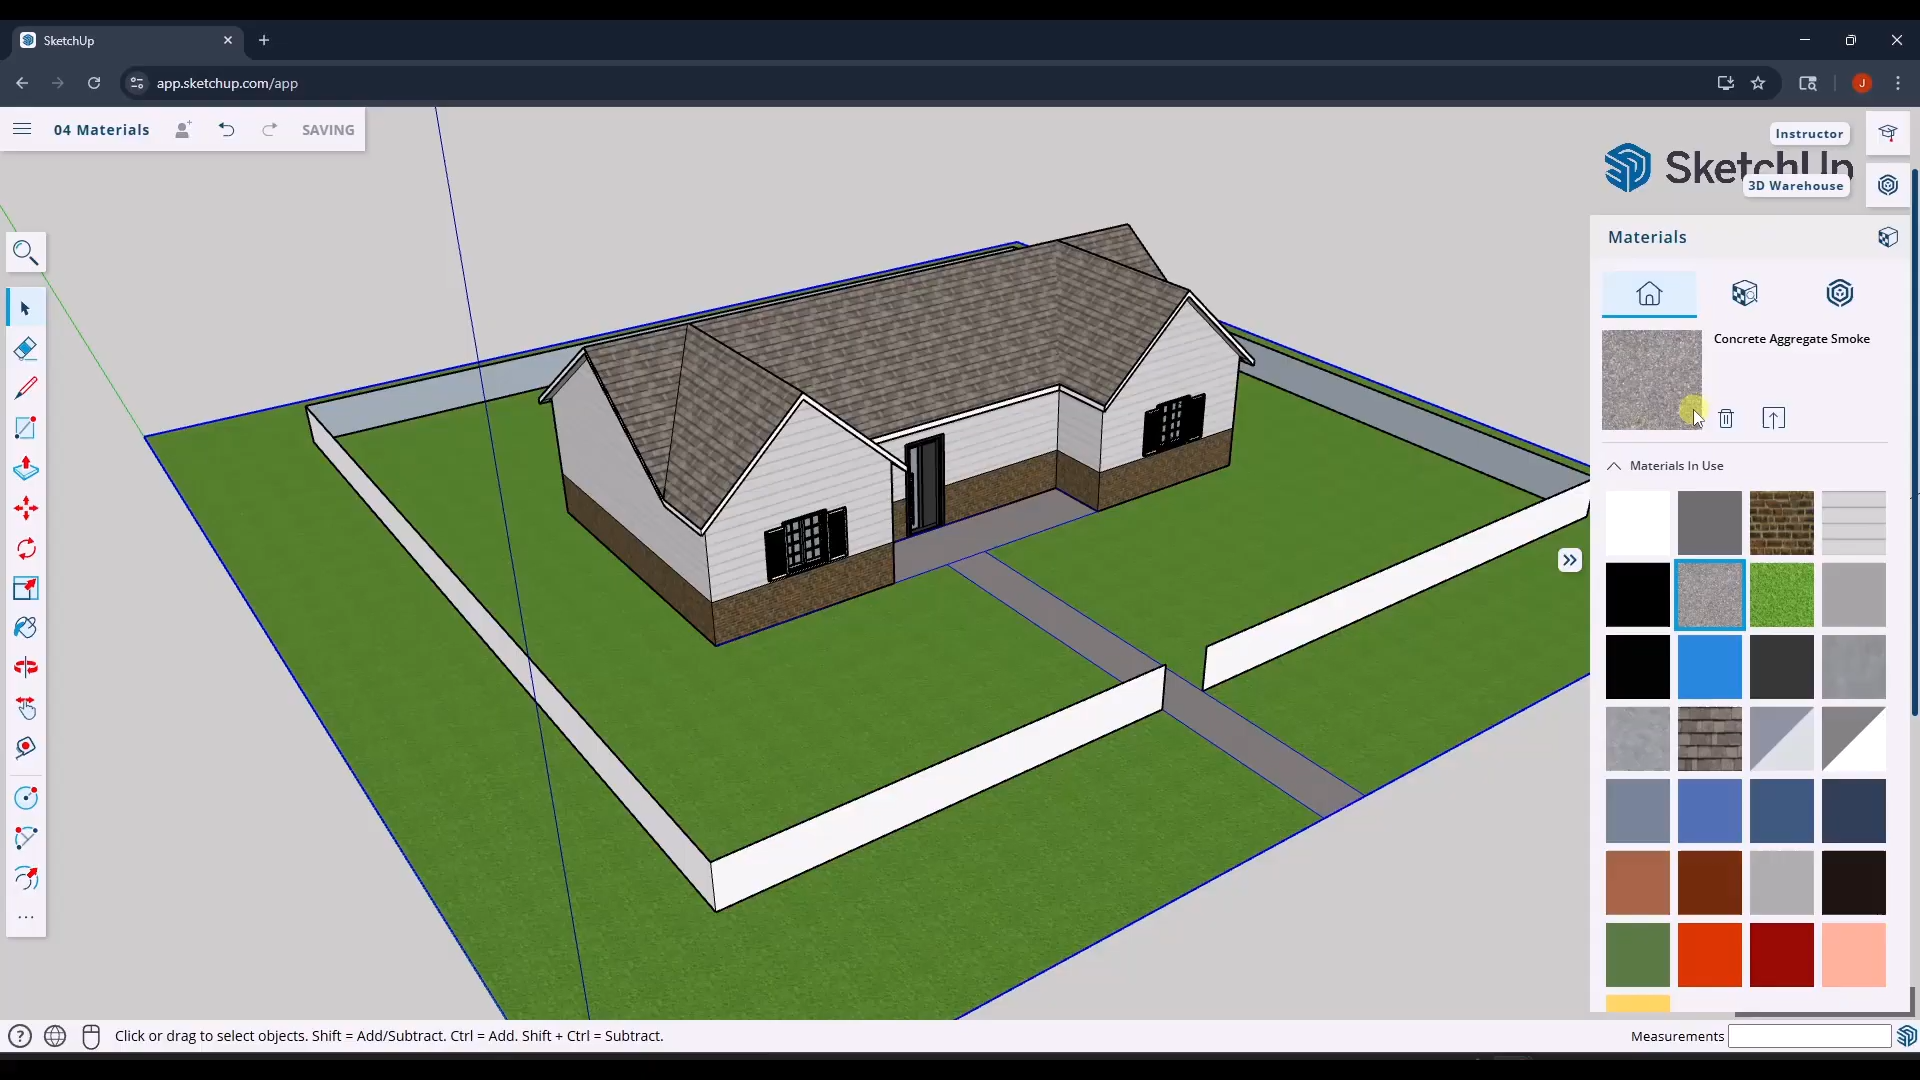 SketchUp
app.sketchup.com/app
04 Materials
SAVING
Instructor
SketchUp
3D Warehouse
Materials
Concrete Aggregate Smoke
Materials In Use
Click or drag to select objects. Shift = Add/Subtract. Ctrl = Add. Shift + Ctrl = Subtract.
Measurements
J